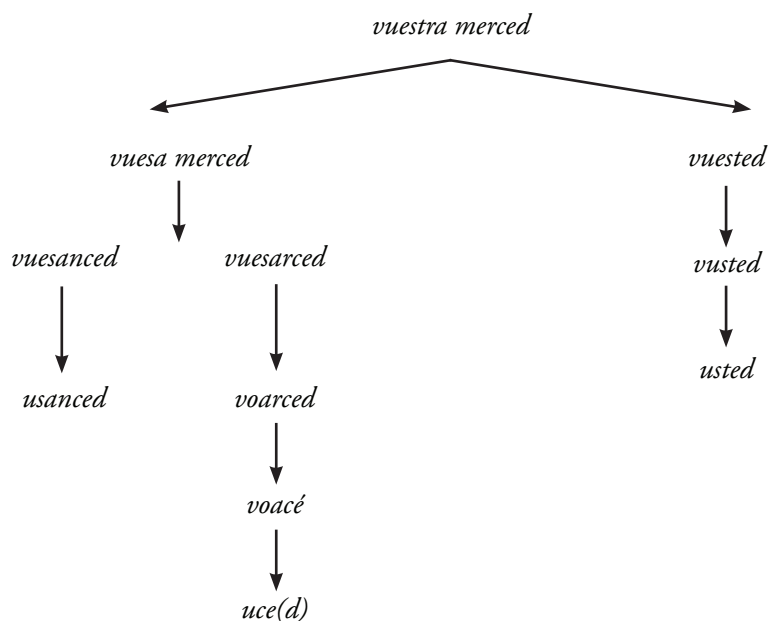 vuestra merced
vuesa merced vuested
vuesanced vuesarced vusted
usted
usanced voarced
voacé
uce(d)